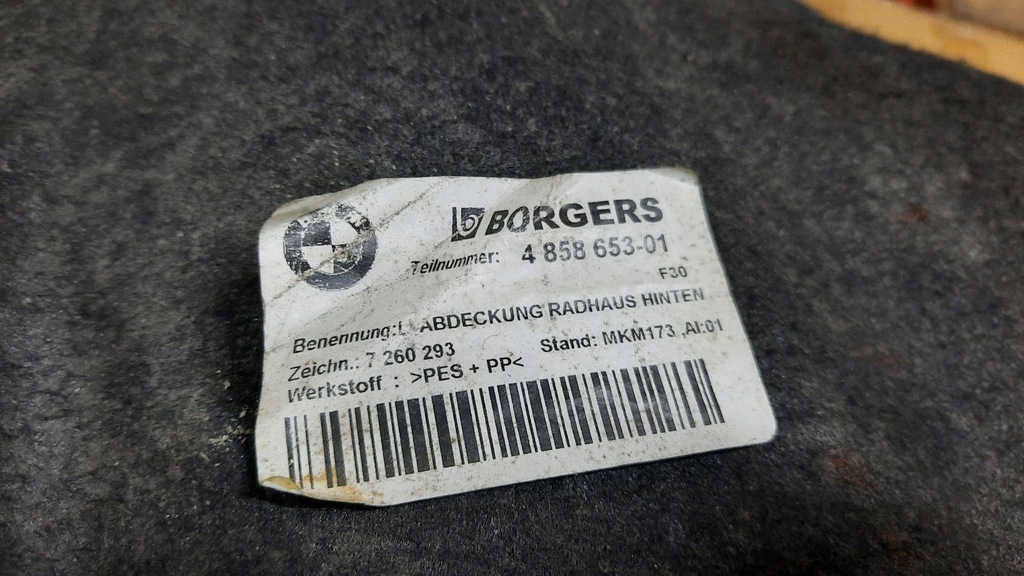 BORGERS
Teilnummer: 4 858 653-01
F30
Benennung: ABDECKUNG RADHAUS HINTEN
Zeichn.: 7 260 293 Stand: MKM173 ,AI:01
Werkstoff : >PES + PP<